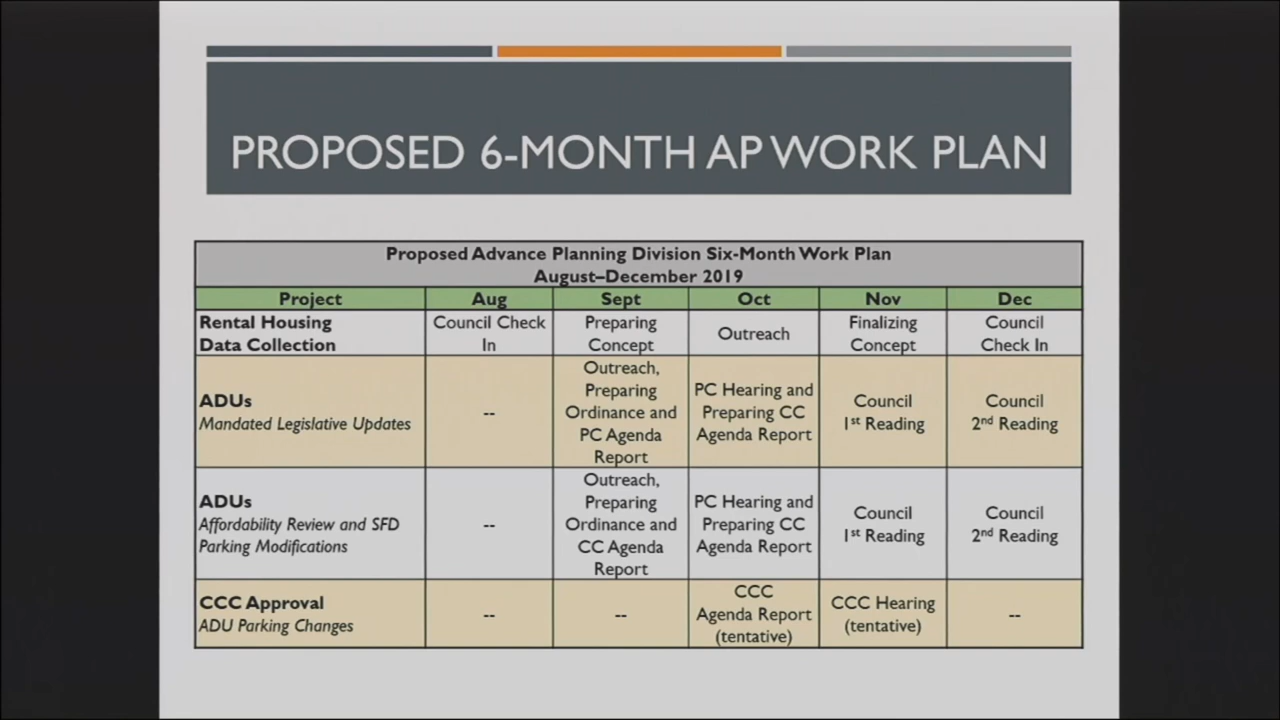 PROPOSED 6-MONTH AP WORK PLAN
Proposed Advance Planning Division Six-Month Work Plan
August–December 2019
Project Aug Sept Oct Nov Dec
Rental Housing
Data Collection
Council Check
In
Preparing
Concept
Outreach
Finalizing
Concept
Council
Check In
ADUs
Mandated Legislative Updates
--
Outreach,
Preparing
Ordinance and
PC Agenda
Report
PC Hearing and
Preparing CC
Agenda Report
Council
1st Reading
Council
2nd Reading
ADUs
Affordability Review and SFD
Parking Modifications
--
Outreach,
Preparing
Ordinance and
CC Agenda
Report
PC Hearing and
Preparing CC
Agenda Report
Council
1st Reading
Council
2nd Reading
CCC Approval
ADU Parking Changes
--
--
CCC
Agenda Report
(tentative)
CCC Hearing
(tentative)
--